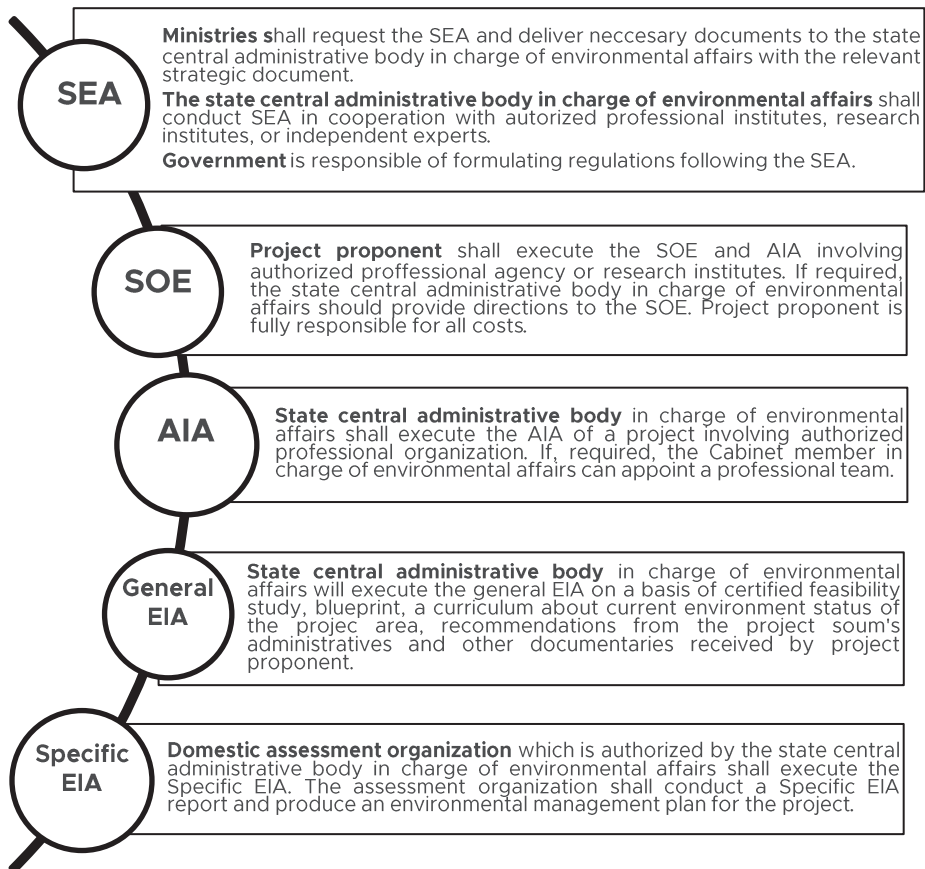 SEA
Ministries shall request the SEA and deliver neccesary documents to the state
central administrative body in charge of environmental affairs with the relevant
strategic document.
The state central administrative body in charge of environmental affairs shall
conduct SEA in cooperation with autorized professional institutes, research
institutes, or independent experts.
Government is responsible of formulating regulations following the SEA.
SOE
Project proponent shall execute the SOE and AIA involving
authorized proffessional agency or research institutes. If required,
the state central administrative body in charge of environmental
affairs should provide directions to the SOE. Project proponent is
fully responsible for all costs.
AIA
State central administrative body in charge of environmental
affairs shall execute the AIA of a project involving authorized
professional organization. If, required, the Cabinet member in
charge of environmental affairs can appoint a professional team.
General
EIA
State central administrative body in charge of environmental
affairs will execute the general EIA on a basis of certified feasibility
study, blueprint, a curriculum about current environment status of
the projec area, recommendations from the project soum's
administratives and other documentaries received by project
proponent.
Specific
EIA
Domestic assessment organization which is authorized by the state central
administrative body in charge of environmental affairs shall execute the
Specific EIA. The assessment organization shall conduct a Specific EIA
report and produce an environmental management plan for the project.